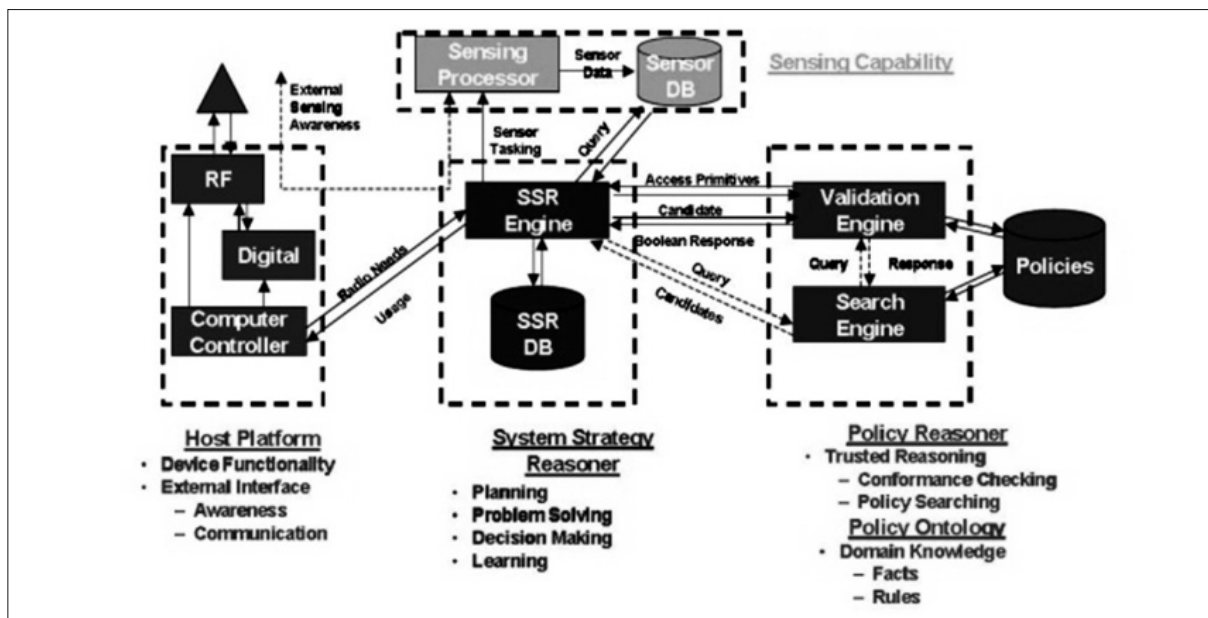 Sensing
Processor
Sensor
Data
Sensor
DB
Sensing Capability
External
Sensing
Awareness
Sensor
Tasking
Query
RF
Digital
Computer
Controller
Radio Needs
Usage
SSR
Engine
SSR
DB
Access Primitives
Candidate
Boolean Response
Query
Candidates
Validation
Engine
Query
Response
Search
Engine
Policies
Host Platform
· Device Functionality
· External Interface
– Awareness
– Communication
System Strategy
Reasoner
· Planning
· Problem Solving
· Decision Making
· Learning
Policy Reasoner
· Trusted Reasoning
– Conformance Checking
– Policy Searching
Policy Ontology
· Domain Knowledge
– Facts
– Rules